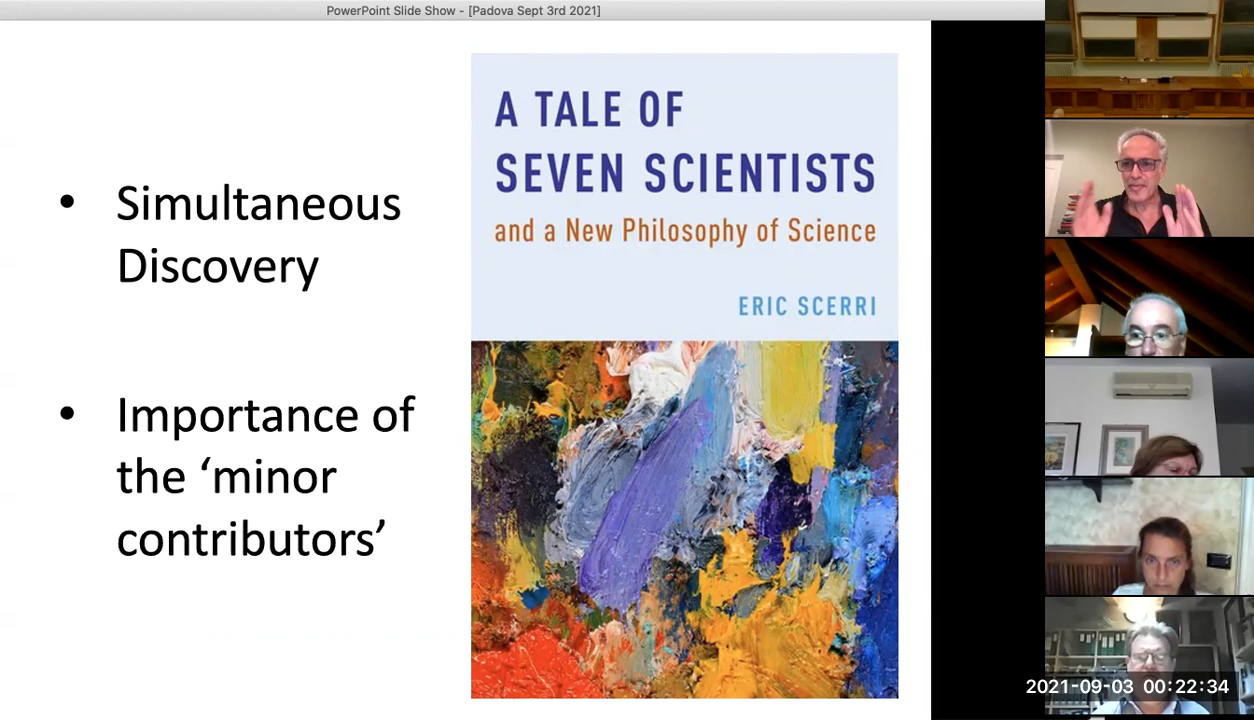 PowerPoint Slide Show - [Padova Sept 3rd 2021]
• Simultaneous
Discovery
• Importance of
the ‘minor
contributors’
A TALE OF
SEVEN SCIENTISTS
and a New Philosophy of Science
ERIC SCERRI
2021-09-03 00:22:34